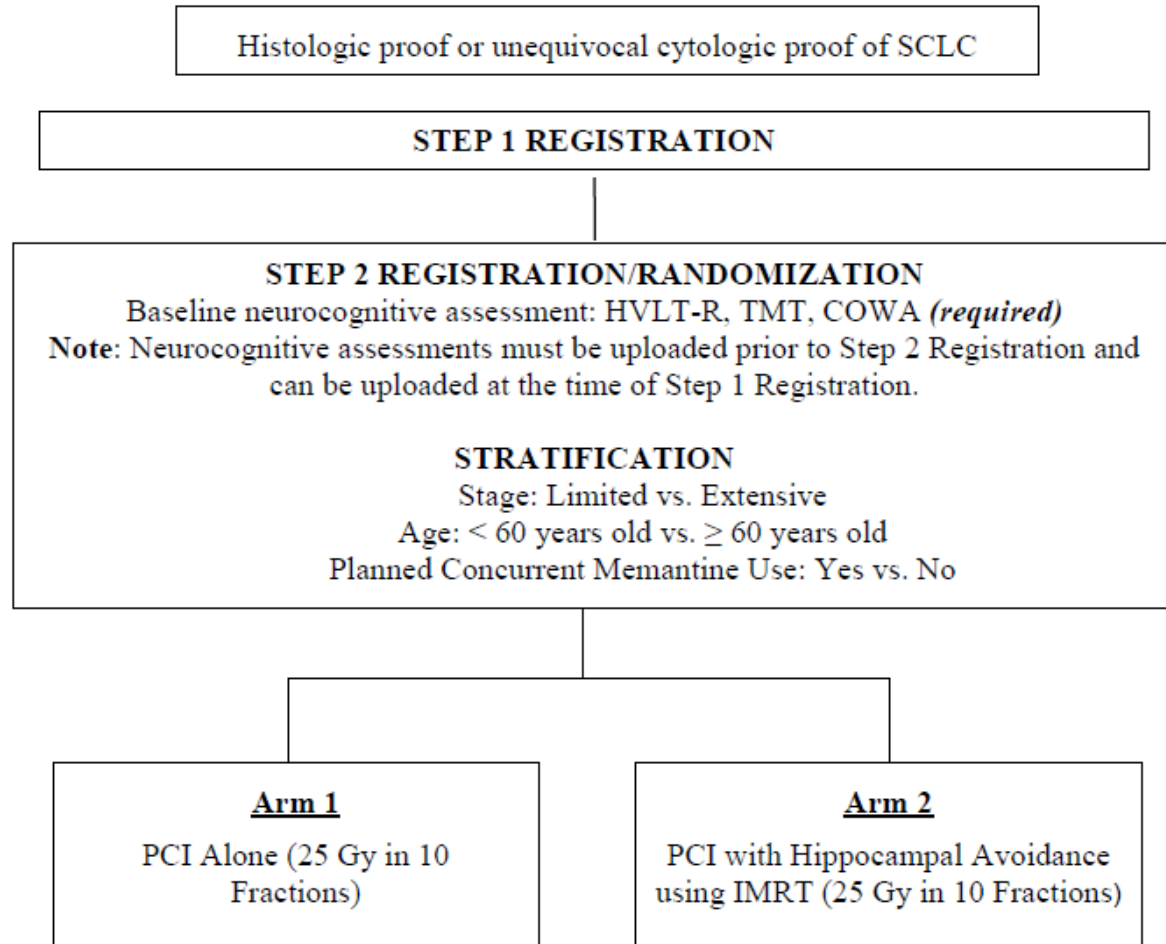 Histologic proof or unequivocal cytologic proof of SCLC
STEP 1 REGISTRATION
STEP 2 REGISTRATION/RANDOMIZATION
Baseline neurocognitive assessment: HVLT-R, TMT, COWA (required)
Note: Neurocognitive assessments must be uploaded prior to Step 2 Registration and
can be uploaded at the time of Step 1 Registration.
STRATIFICATION
Stage: Limited vs. Extensive
Age: < 60 years old vs. ≥ 60 years old
Planned Concurrent Memantine Use: Yes vs. No
Arm 1
PCI Alone (25 Gy in 10
Fractions)
Arm 2
PCI with Hippocampal Avoidance
using IMRT (25 Gy in 10 Fractions)